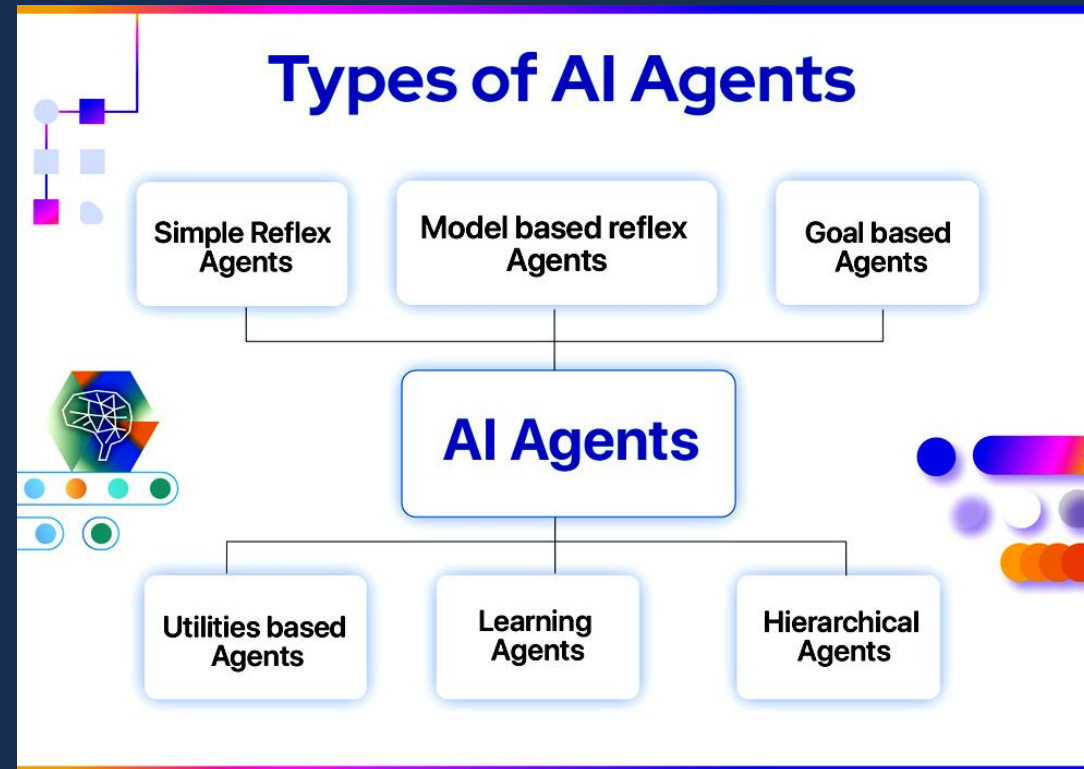 Types of AI Agents
Simple Reflex
Agents
Model based reflex
Agents
Goal based
Agents
AI Agents
Utilities based
Agents
Learning
Agents
Hierarchical
Agents